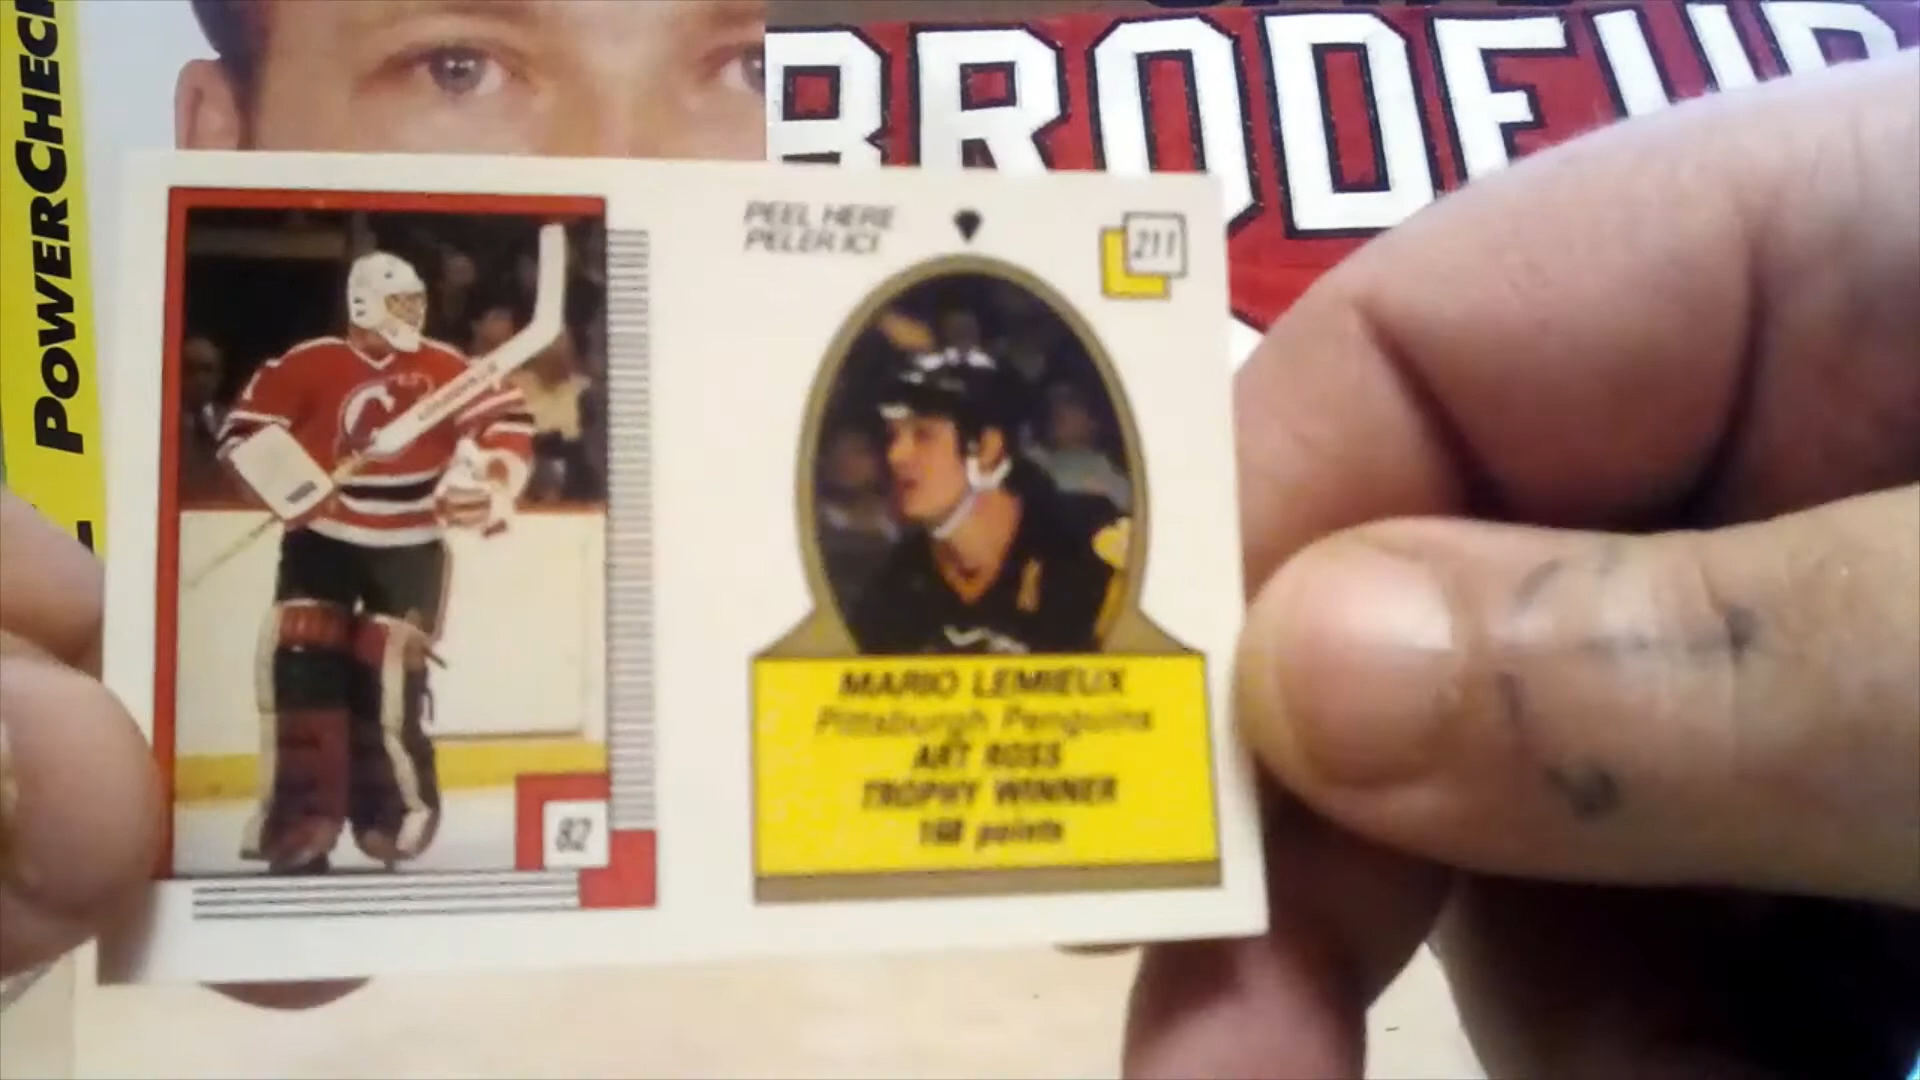 POWERCHECK
BRODEUR
PEEL HERE
PELER ICI
211
MARIO LEMIEUX
Pittsburgh Penguins
ART ROSS
TROPHY WINNER
168 points
82